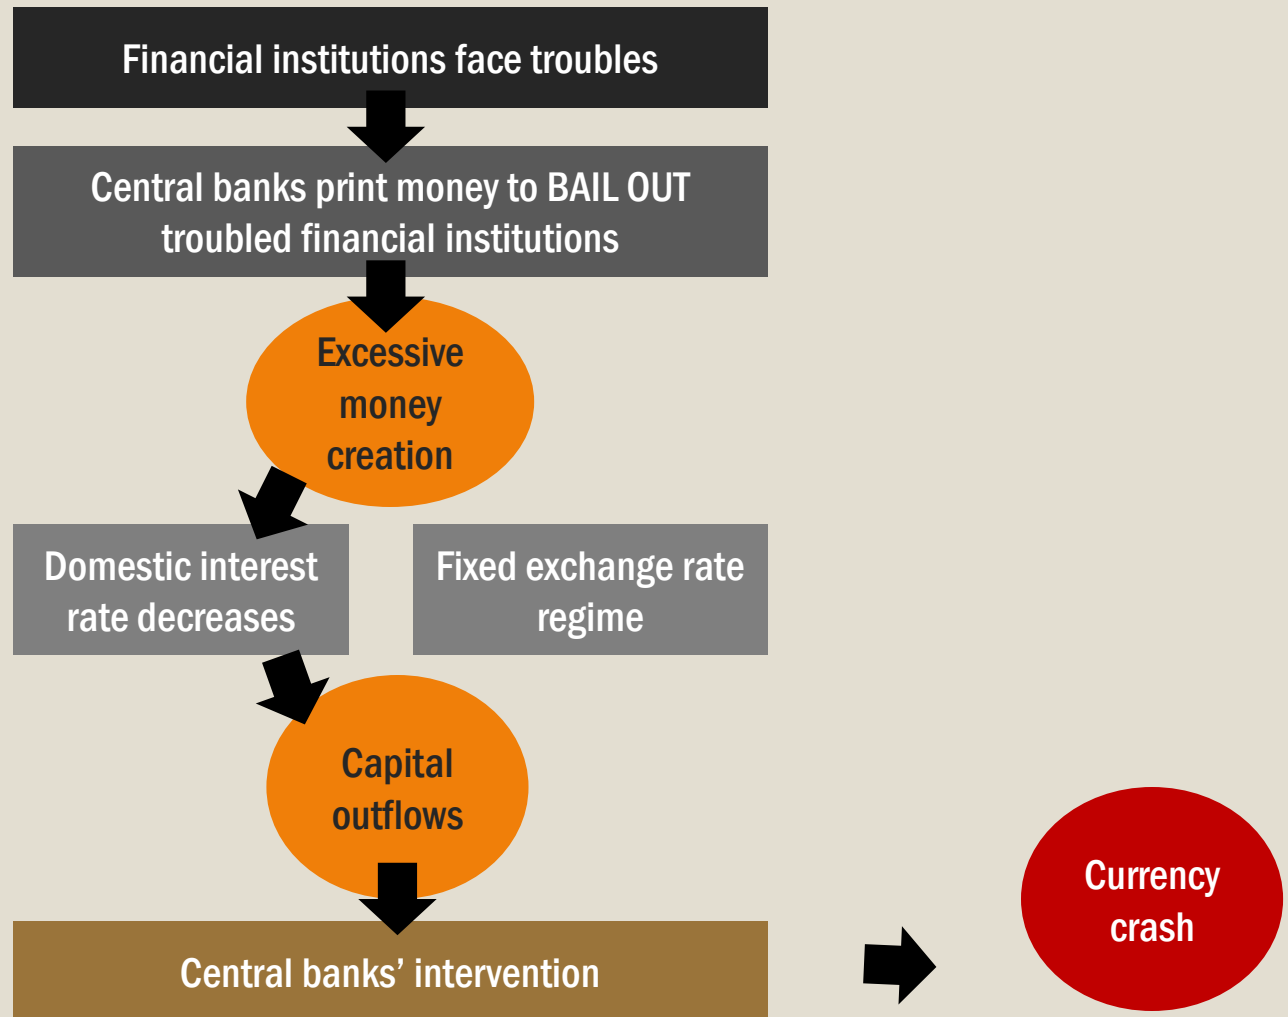 Financial institutions face troubles
Central banks print money to BAIL OUT
troubled financial institutions
Excessive
money
creation
Domestic interest
rate decreases
Fixed exchange rate
regime
Capital
outflows
Currency
crash
Central banks’ intervention